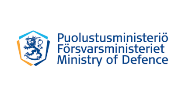 Puolustusministeriö
Försvarsministeriet
Ministry of Defence